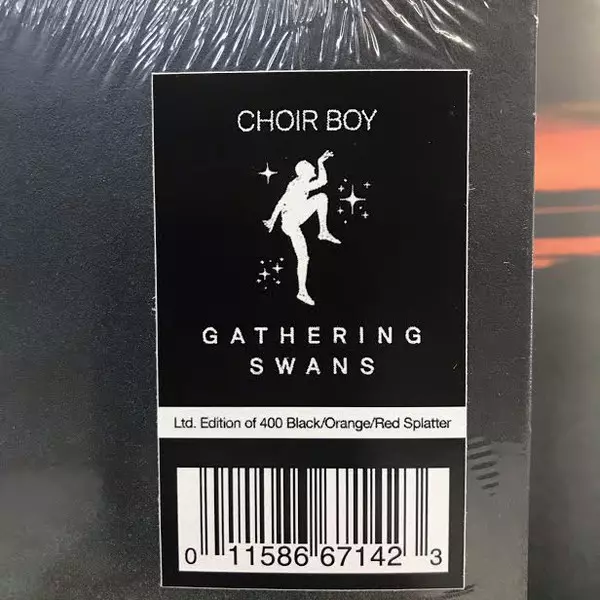 CHOIR BOY
GATHERING
SWANS
Ltd. Edition of 400 Black/Orange/Red Splatter
0 11586 67142 3